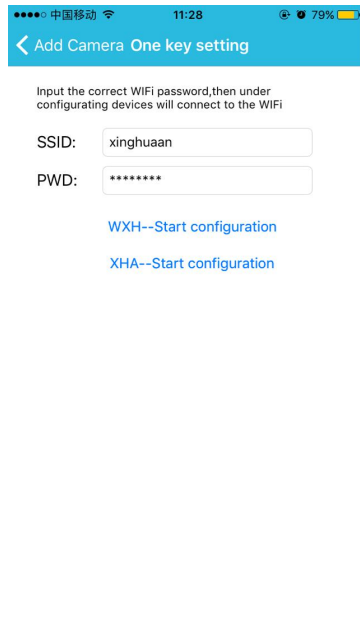 中国移动 11:28 79%
Add Camera One key setting
Input the correct WIFi password,then under
configurating devices will connect to the WIFi
SSID: xinghuaan
PWD: ********
WXH--Start configuration
XHA--Start configuration